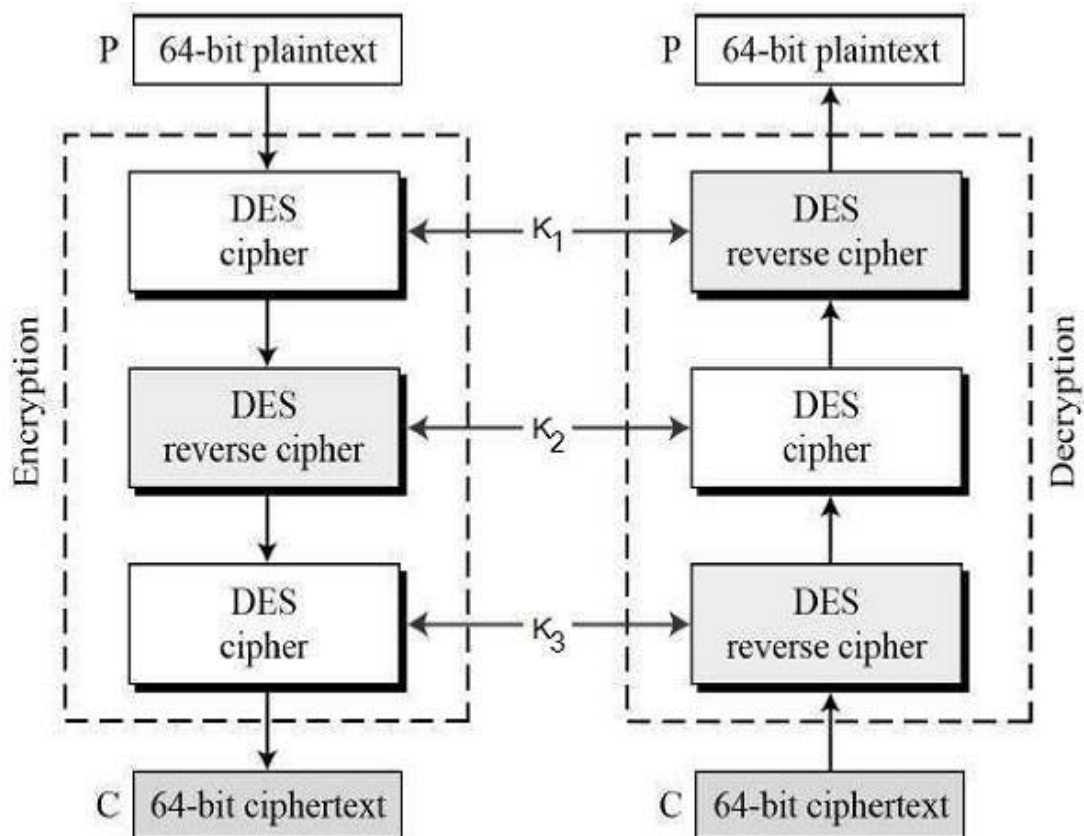 P 64-bit plaintext
P 64-bit plaintext
Encryption
DES
cipher
K1
DES
reverse cipher
DES
reverse cipher
K2
DES
cipher
DES
cipher
K3
DES
reverse cipher
Decryption
C 64-bit ciphertext
C 64-bit ciphertext